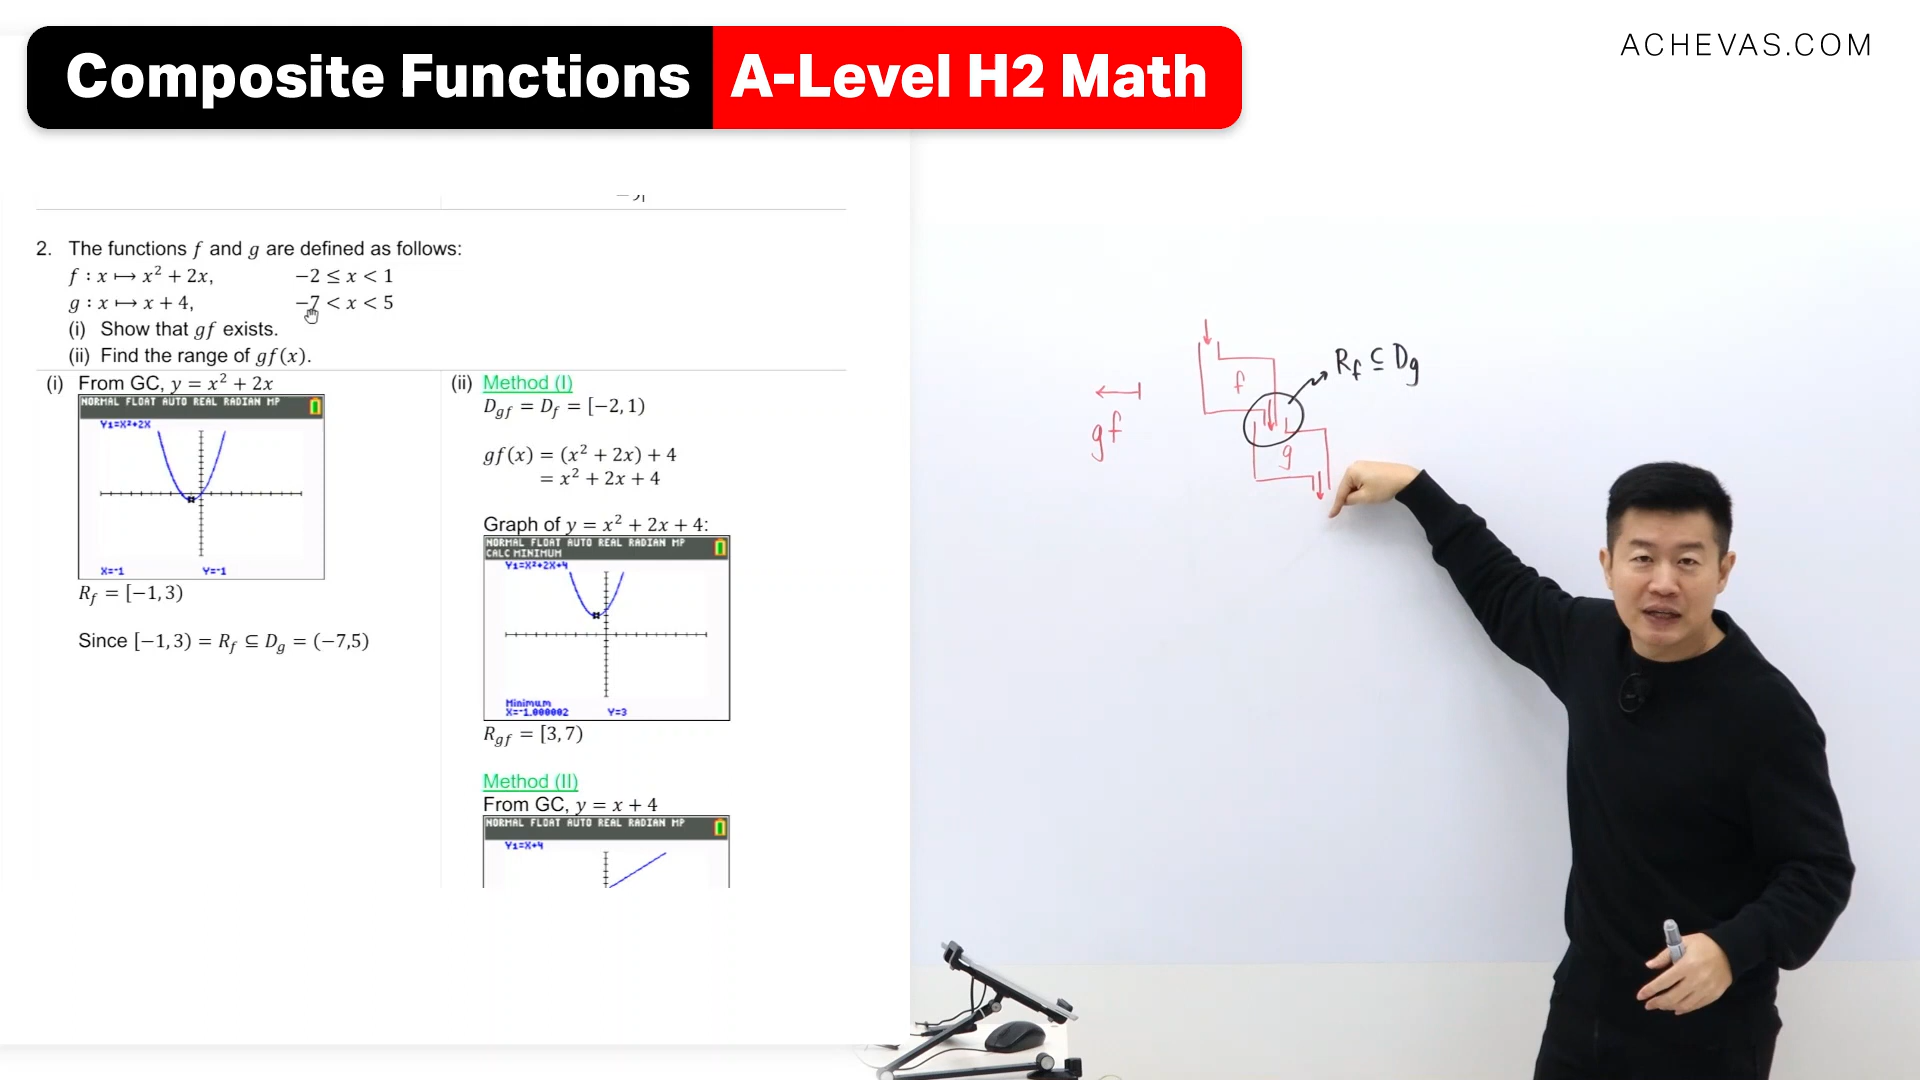 Composite Functions A-Level H2 Math
ACHEVAS.COM
2. The functions f and g are defined as follows:
f : x ↦ x² + 2x, −2 ≤ x < 1
g : x ↦ x + 4, −7 < x < 5
(i) Show that gf exists.
(ii) Find the range of gf(x).
(i) From GC, y = x² + 2x
NORMAL FLOAT AUTO REAL RADIAN MP
Y1=X²+2X
X=-1 Y=-1
R_f = [−1, 3)
Since [−1, 3) = R_f ⊆ D_g = (−7,5)
(ii) Method (I)
D_gf = D_f = [−2, 1)
gf(x) = (x² + 2x) + 4
= x² + 2x + 4
Graph of y = x² + 2x + 4:
NORMAL FLOAT AUTO REAL RADIAN MP
CALC MINIMUM
Y1=X²+2X+4
Minimum
X=-1.000002 Y=3
R_gf = [3, 7)
Method (II)
From GC, y = x + 4
NORMAL FLOAT AUTO REAL RADIAN MP
Y1=X+4
R_f ⊆ D_g
f
gf
g